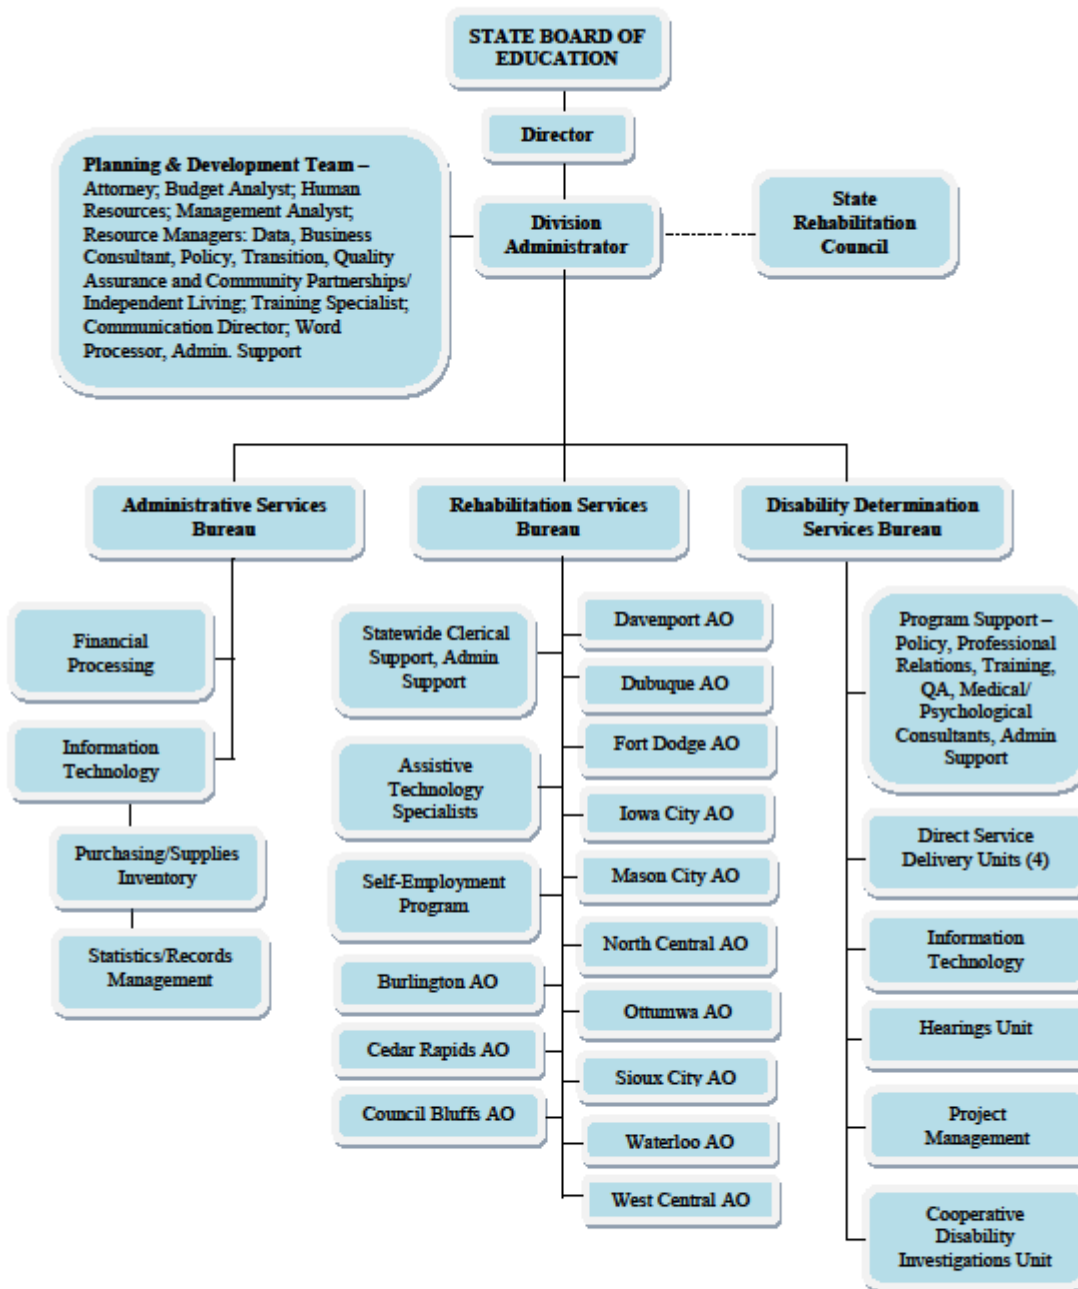 STATE BOARD OF
EDUCATION
Director
Planning & Development Team –
Attorney; Budget Analyst; Human
Resources; Management Analyst;
Resource Managers: Data, Business
Consultant, Policy, Transition, Quality
Assurance and Community Partnerships/
Independent Living; Training Specialist;
Communication Director; Word
Processor, Admin. Support
Division
Administrator
State
Rehabilitation
Council
Administrative Services
Bureau
Financial
Processing
Information
Technology
Purchasing/Supplies
Inventory
Statistics/Records
Management
Rehabilitation Services
Bureau
Statewide Clerical
Support, Admin
Support
Assistive
Technology
Specialists
Self-Employment
Program
Burlington AO
Cedar Rapids AO
Council Bluffs AO
Davenport AO
Dubuque AO
Fort Dodge AO
Iowa City AO
Mason City AO
North Central AO
Ottumwa AO
Sioux City AO
Waterloo AO
West Central AO
Disability Determination
Services Bureau
Program Support –
Policy, Professional
Relations, Training,
QA, Medical/
Psychological
Consultants, Admin
Support
Direct Service
Delivery Units (4)
Information
Technology
Hearings Unit
Project
Management
Cooperative
Disability
Investigations Unit